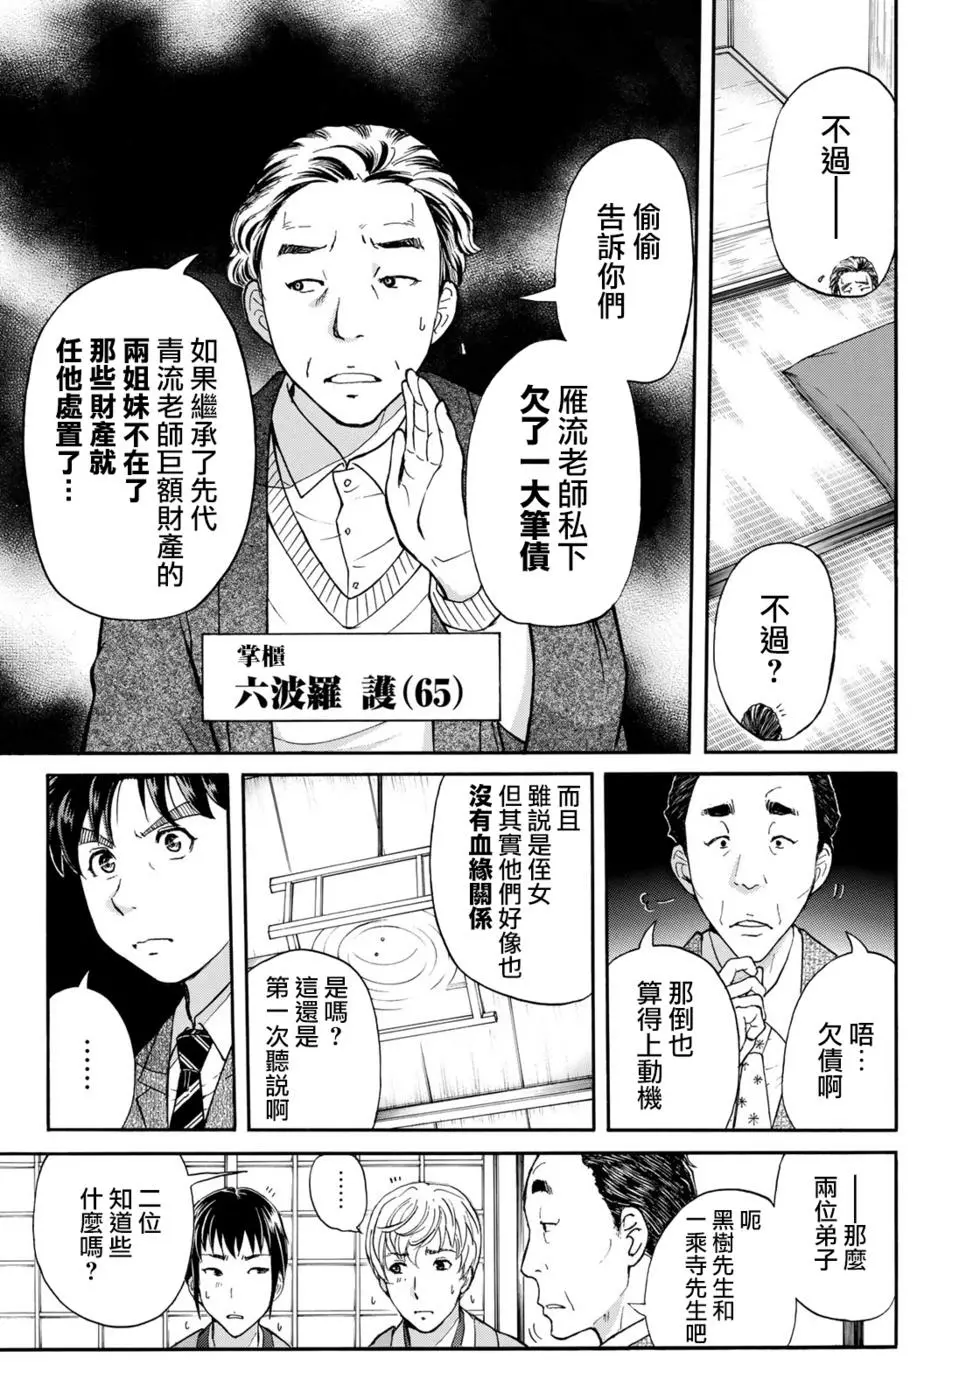 不過——
不過?
偷偷
告訴你們
雁流老師私下
欠了一大筆債
如果繼承了先代
青流老師巨額財產的
兩姐妹不在了
那些財產就
任他處置了…
掌櫃
六波羅 護(65)
唔…
欠債啊
那倒也
算得上動機
而且
雖說是侄女
但其實他們好像也
沒有血緣關係
是嗎?
這還是
第一次聽說啊
……
——那麼
兩位弟子
呃
黑樹先生和
一乘寺先生吧
……
二位
知道些
什麼嗎?